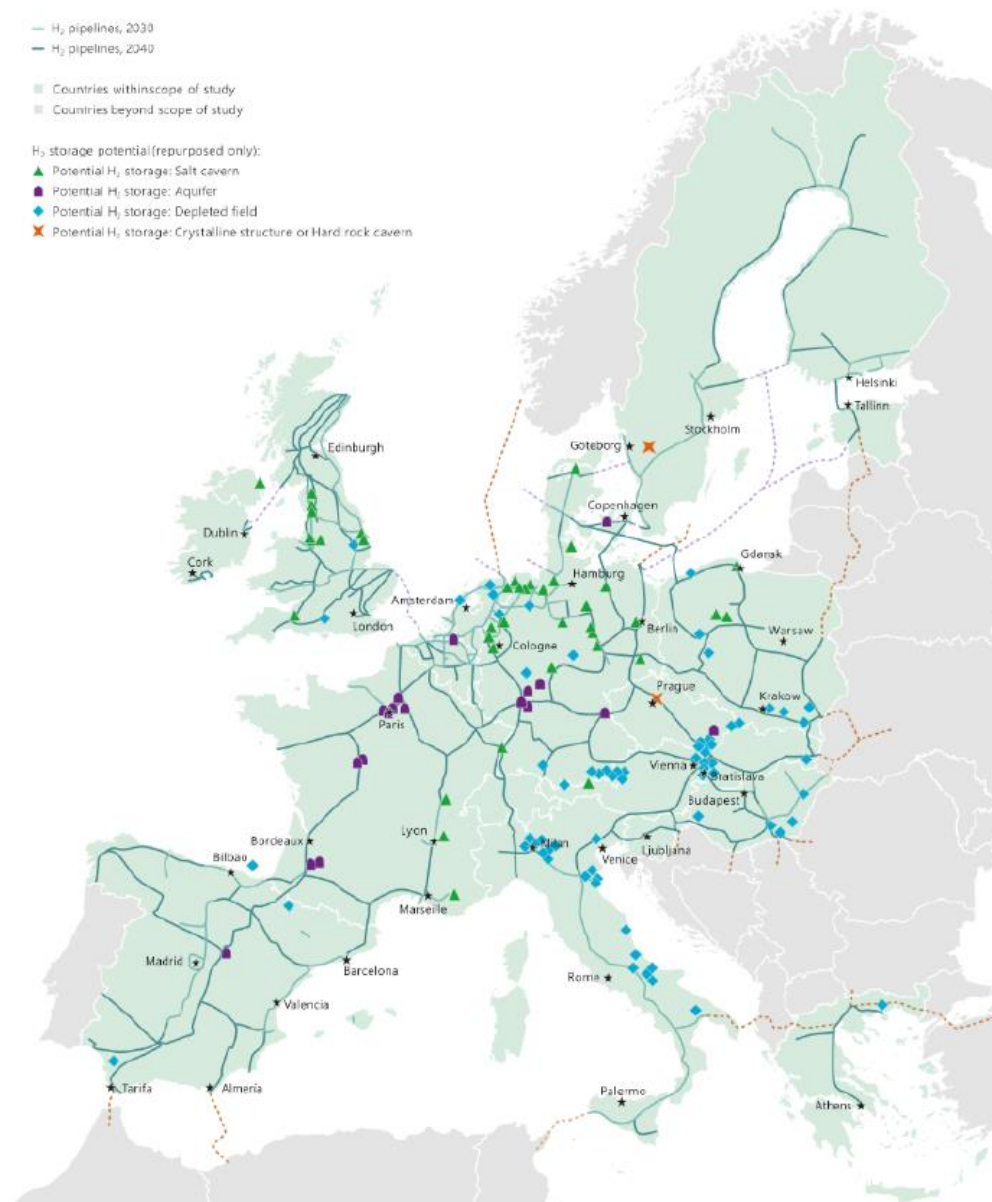 H₂ pipelines, 2030
H₂ pipelines, 2040
Countries withinscope of study
Countries beyond scope of study
H₂ storage potential(repurposed only):
Potential H₂ storage: Salt cavern
Potential H₂ storage: Aquifer
Potential H₂ storage: Depleted field
Potential H₂ storage: Crystalline structure or Hard rock cavern
Helsinki
Tallinn
Stockholm
Göteborg
Edinburgh
Copenhagen
Dublin
Gdańsk
Cork
Hamburg
Amsterdam
London
Berlin
Warsaw
Cologne
Prague
Krakow
Paris
Vienna
Bratislava
Budapest
Lyon
Milan
Bordeaux
Venice
Ljubljana
Bilbao
Marseille
Madrid
Barcelona
Rome
Valencia
Tarifa
Almería
Palermo
Athens